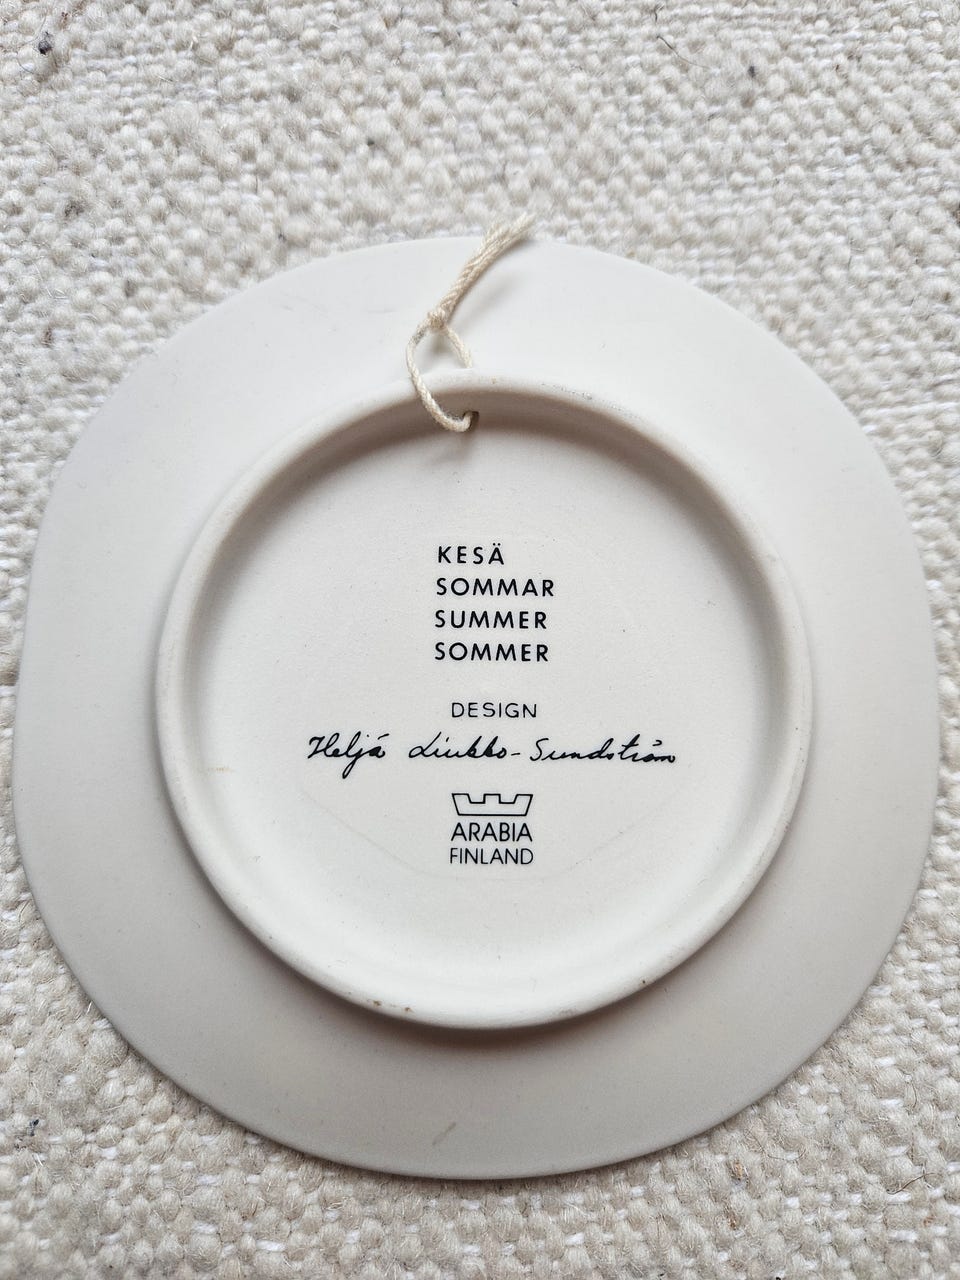 KESÄ
SOMMAR
SUMMER
SOMMER
DESIGN
Heljä Liukko-Sundström
ARABIA
FINLAND